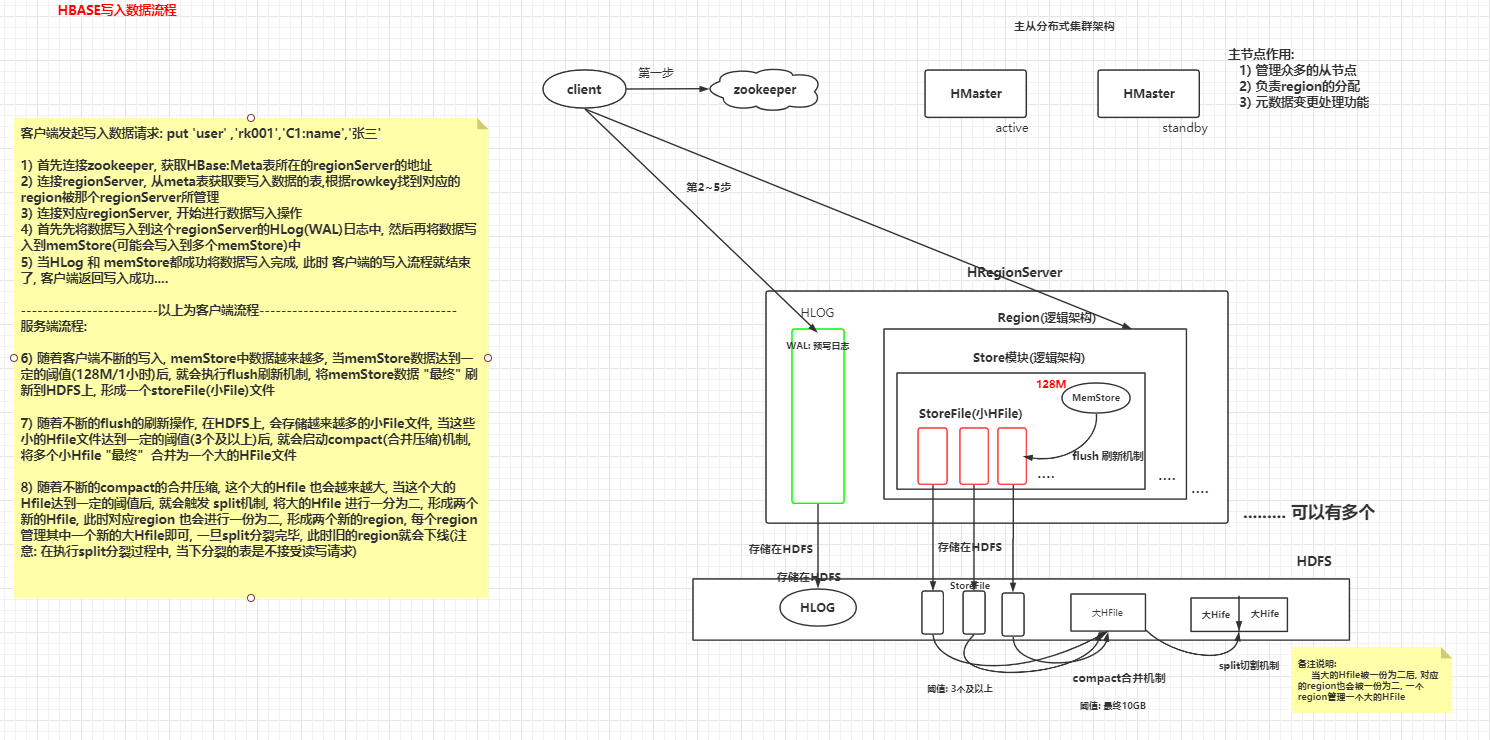 HBASE写入数据流程
主从分布式集群架构
主节点作用:
1) 管理众多的从节点
2) 负责region的分配
3) 元数据变更处理功能
client
第一步
zookeeper
HMaster
active
HMaster
standby
客户端发起写入数据请求: put 'user' ,'rk001','C1:name','张三'
1) 首先连接zookeeper, 获取HBase:Meta表所在的regionServer的地址
2) 连接regionServer, 从meta表获取要写入数据的表,根据rowkey找到对应的
region被那个regionServer所管理
3) 连接对应regionServer, 开始进行数据写入操作
4) 首先先将数据写入到这个regionServer的HLog(WAL)日志中, 然后再将数据写
入到memStore(可能会写入到多个memStore)中
5) 当HLog 和 memStore都成功将数据写入完成, 此时 客户端的写入流程就结束
了, 客户端返回写入成功....
-------------------------以上为客户端流程------------------------------------
服务端流程:
6) 随着客户端不断的写入, memStore中数据越来越多, 当memStore数据达到一
定的阈值(128M/1小时)后, 就会执行flush刷新机制, 将memStore数据 "最终" 刷
新到HDFS上, 形成一个storeFile(小File)文件
7) 随着不断的flush的刷新操作, 在HDFS上, 会存储越来越多的小File文件, 当这些
小的Hfile文件达到一定的阈值(3个及以上)后, 就会启动compact(合并压缩)机制,
将多个小Hfile "最终"  合并为一个大的HFile文件
8) 随着不断的compact的合并压缩, 这个大的Hfile 也会越来越大, 当这个大的
Hfile达到一定的阈值后, 就会触发 split机制, 将大的Hfile 进行一分为二, 形成两个
新的Hfile, 此时对应region 也会进行一份为二, 形成两个新的region, 每个region
管理其中一个新的大Hfile即可, 一旦split分裂完毕, 此时旧的region就会下线(注
意: 在执行split分裂过程中, 当下分裂的表是不接受读写请求)
第2~5步
HRegionServer
HLOG
WAL: 预写日志
Region(逻辑架构)
Store模块(逻辑架构)
128M
MemStore
StoreFile(小HFile)
flush 刷新机制
....
....
....
......... 可以有多个
存储在HDFS
存储在HDFS
HDFS
存储在HDFS
StoreFile
HLOG
大HFile
大Hife
大Hife
compact合并机制
split切割机制
阈值: 3个及以上
阈值: 最终10GB
备注说明:
当大的Hfile被一份为二后, 对应
的region也会被一份为二, 一个
region管理一个大的HFile